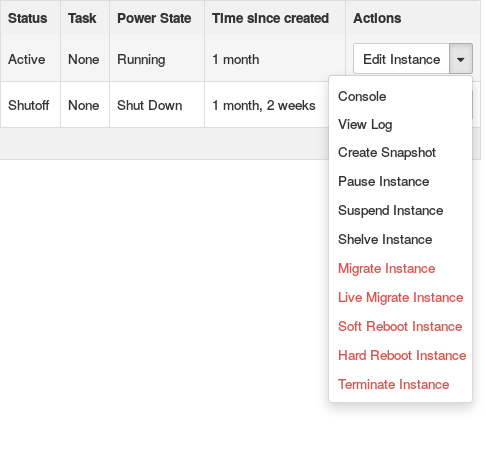 Status Task Power State Time since created Actions
Active None Running 1 month Edit Instance
Shutoff None Shut Down 1 month, 2 weeks
Console
View Log
Create Snapshot
Pause Instance
Suspend Instance
Shelve Instance
Migrate Instance
Live Migrate Instance
Soft Reboot Instance
Hard Reboot Instance
Terminate Instance